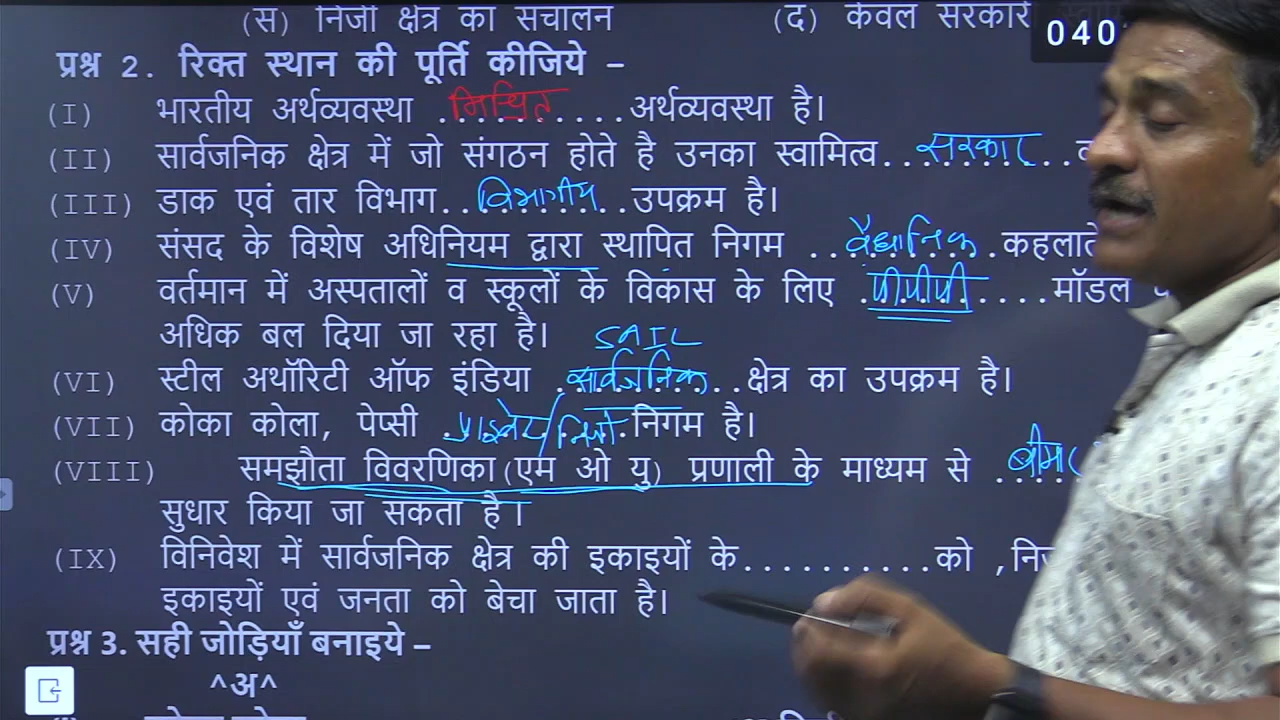 (स) निजी क्षेत्र का संचालन (द) केवल सरकारी
040
प्रश्न 2. रिक्त स्थान की पूर्ति कीजिये –
(I) भारतीय अर्थव्यवस्था .मिश्रित....अर्थव्यवस्था है।
(II) सार्वजनिक क्षेत्र में जो संगठन होते है उनका स्वामित्व..सरकार..
(III) डाक एवं तार विभाग..विभागीय..उपक्रम है।
(IV) संसद के विशेष अधिनियम द्वारा स्थापित निगम ..वैधानिक.कहलाते
(V) वर्तमान में अस्पतालों व स्कूलों के विकास के लिए .पीपीपी....मॉडल
अधिक बल दिया जा रहा है। SAIL
(VI) स्टील अथॉरिटी ऑफ इंडिया .सार्वजनिक..क्षेत्र का उपक्रम है।
(VII) कोका कोला, पेप्सी .प्राइवेट/निजी.निगम है।
(VIII) समझौता विवरणिका(एम ओ यु) प्रणाली के माध्यम से .बीमार
सुधार किया जा सकता है।
(IX) विनिवेश में सार्वजनिक क्षेत्र की इकाइयों के..........को ,
इकाइयों एवं जनता को बेचा जाता है।
प्रश्न 3. सही जोड़ियाँ बनाइये –
^अ^